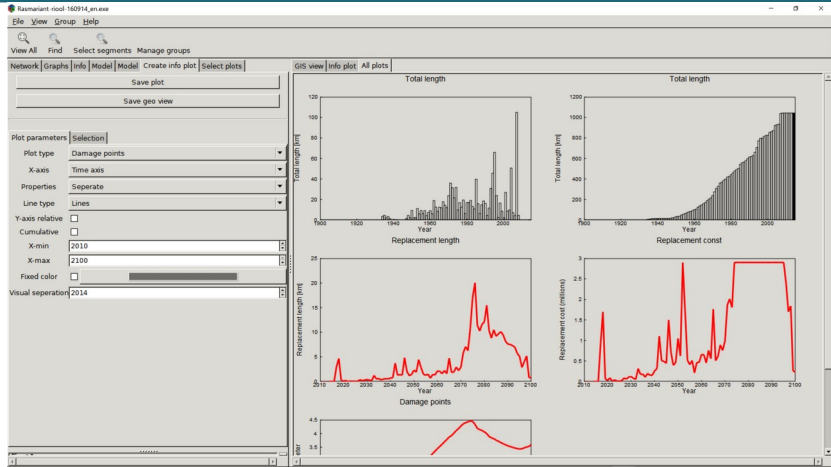 Rasmariant -riool-160914_en.exe
File View Group Help
View All Find Select segments Manage groups
Network Graphs Info Model Model Create info plot Select plots
GIS view Info plot All plots
Save plot
Save geo view
Plot parameters Selection
Plot type Damage points
X-axis Time axis
Properties Seperate
Line type Lines
Y-axis relative
Cumulative
X-min 2010
X-max 2100
Fixed color
Visual seperation 2014
Total length
Total length [km]
120
100
80
60
40
20
0
1900 1920 1940 1960 1980 2000
Year
Total length
Total length [km]
1200
1000
800
600
400
200
0
1900 1920 1940 1960 1980 2000
Year
Replacement length
Replacement length [km]
25
20
15
10
5
0
2010 2020 2030 2040 2050 2060 2070 2080 2090 2100
Year
Replacement const
Replacement cost (millions)
3
2.5
2
1.5
1
0.5
0
2010 2020 2030 2040 2050 2060 2070 2080 2090 2100
Year
Damage points
4.5
4
3.5